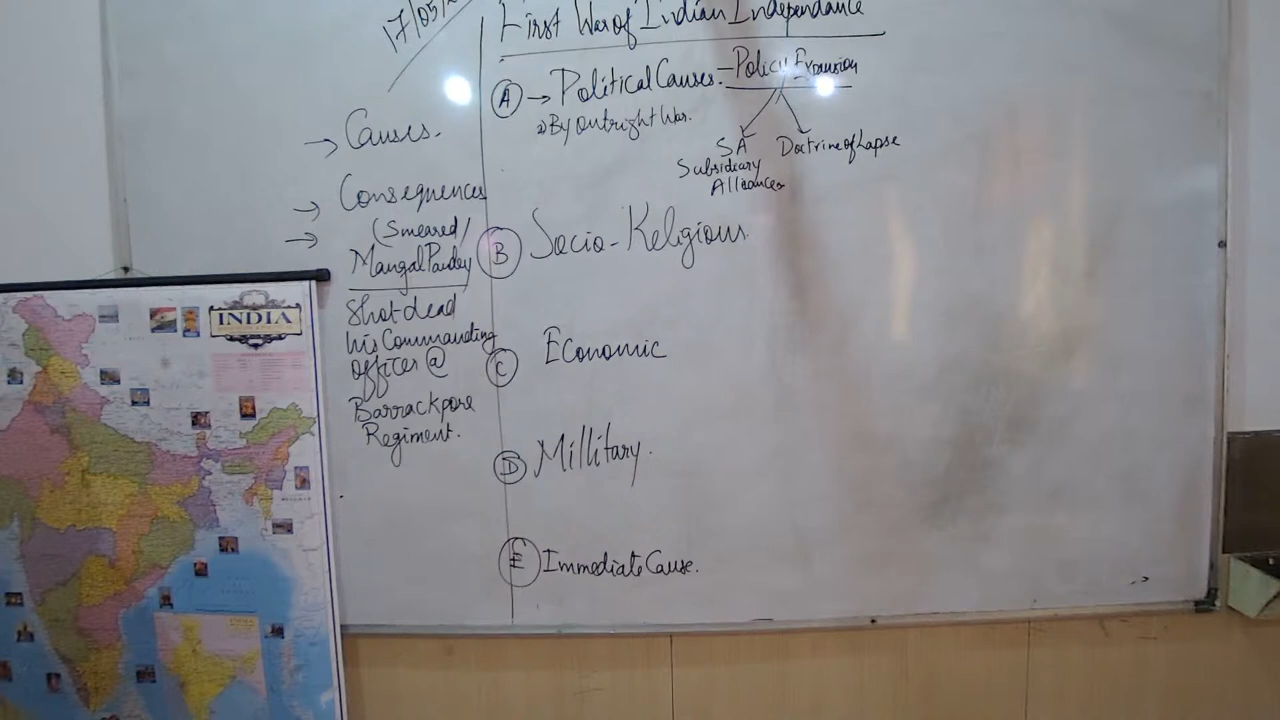 17/05/2
First War of Indian Independance
→ Causes.
→ Consequences
→ (Smeared/
Mangal Panday
Shot dead
his Commanding
officer @
Barrackpore
Regiment.
A → Political Causes. – Policy Expansion
a) By Outright War.
SA
Subsidiary
Alliances
Doctrine of Lapse
B Socio-Religious
C Economic
D Millitary.
E Immediate Cause.
INDIA